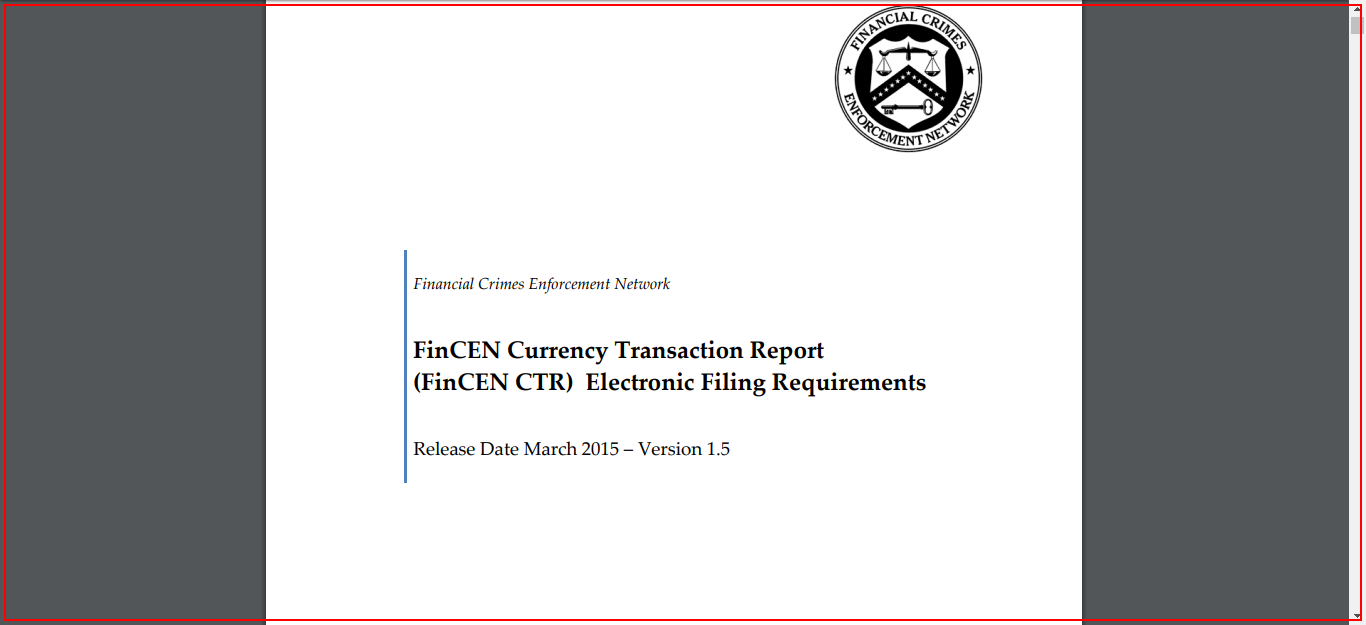 FINANCIAL CRIMES
ENFORCEMENT NETWORK
Financial Crimes Enforcement Network
FinCEN Currency Transaction Report
(FinCEN CTR)  Electronic Filing Requirements
Release Date March 2015 – Version 1.5